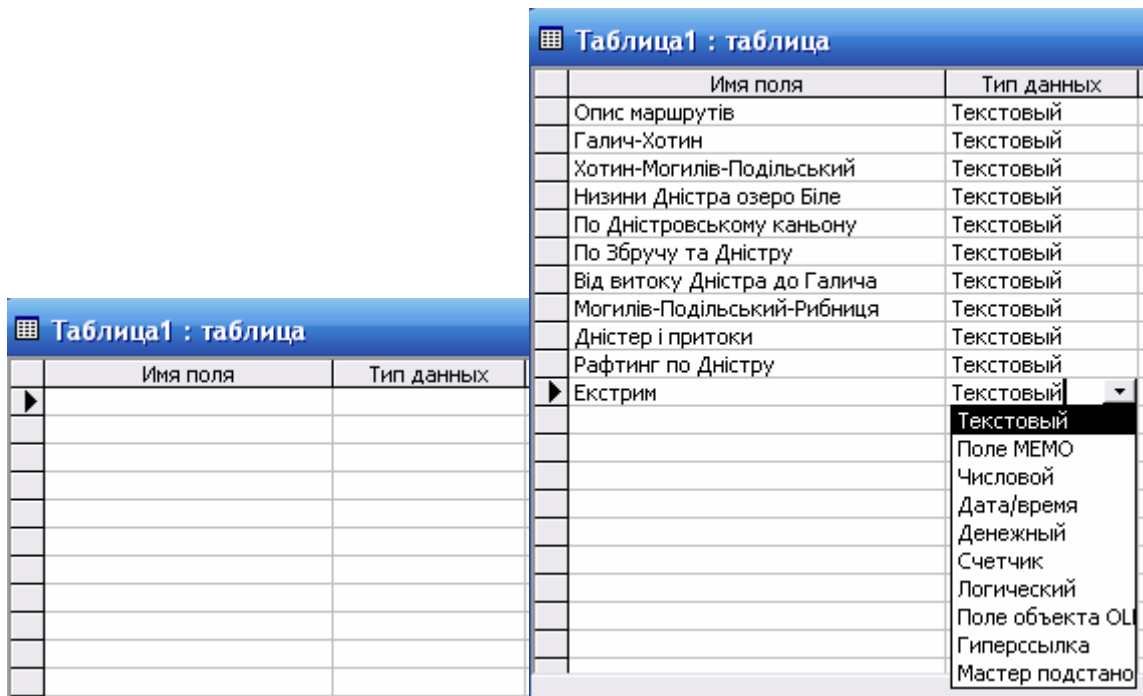 Таблица1 : таблица
Имя поля Тип данных
Таблица1 : таблица
Имя поля Тип данных
Опис маршрутів Текстовый
Галич-Хотин Текстовый
Хотин-Могилів-Подільський Текстовый
Низини Дністра озеро Біле Текстовый
По Дністровському каньону Текстовый
По Збручу та Дністру Текстовый
Від витоку Дністра до Галича Текстовый
Могилів-Подільський-Рибниця Текстовый
Дністер і притоки Текстовый
Рафтинг по Дністру Текстовый
Екстрим Текстовый
Текстовый
Поле МЕМО
Числовой
Дата/время
Денежный
Счетчик
Логический
Поле объекта OL
Гиперссылка
Мастер подстано